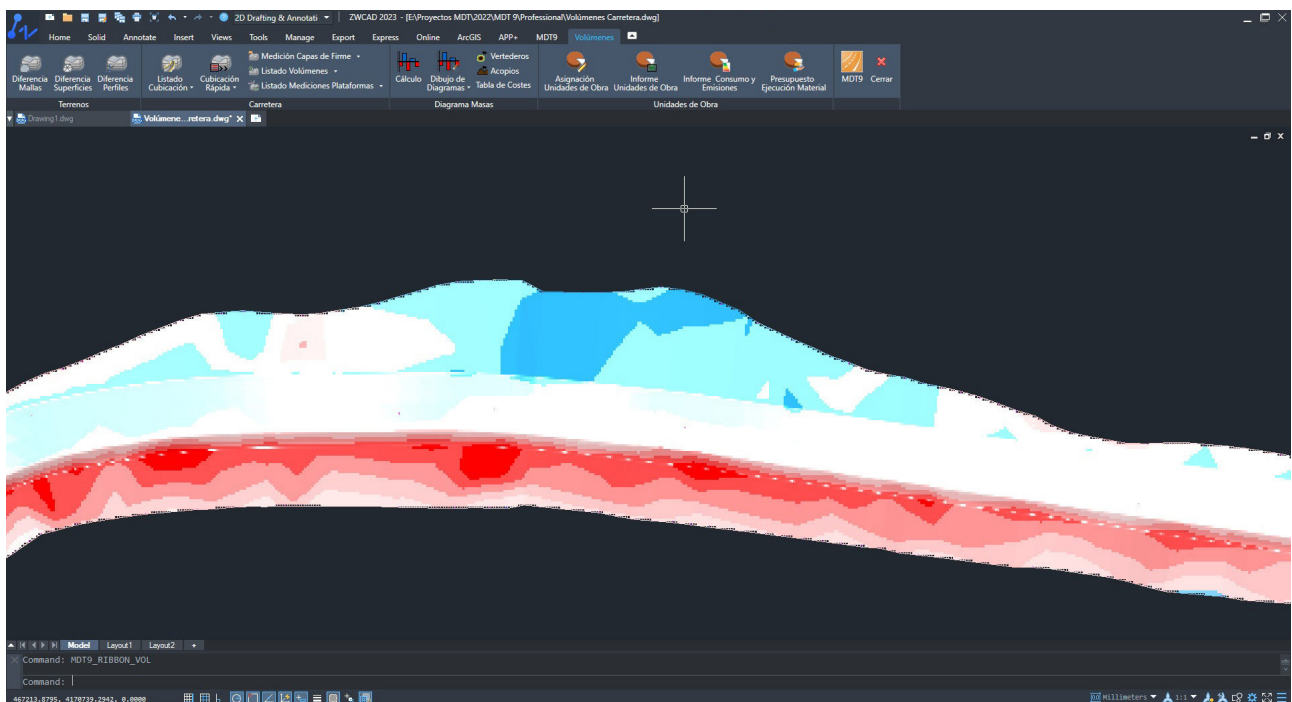 2D Drafting & Annotati
ZWCAD 2023 - [E:\Proyectos MDT\2022\MDT 9\Professional\Volúmenes Carretera.dwg]
Home Solid Annotate Insert Views Tools Manage Export Express Online ArcGIS APP+ MDT9 Volúmenes
Diferencia Mallas
Diferencia Superficies
Diferencia Perfiles
Terrenos
Listado Cubicación
Cubicación Rápida
Medición Capas de Firme
Listado Volúmenes
Listado Mediciones Plataformas
Carretera
Cálculo
Dibujo de Diagramas
Vertederos
Acopios
Tabla de Costes
Diagrama Masas
Asignación Unidades de Obra
Informe Unidades de Obra
Informe Consumo y Emisiones
Presupuesto Ejecución Material
Unidades de Obra
MDT9 Cerrar
Drawing1.dwg
Volúmene...retera.dwg*
Model Layout1 Layout2 +
Command: MDT9_RIBBON_VOL
Command:
467213.8795, 4170739.2942, 0.0000
Millimeters
1:1